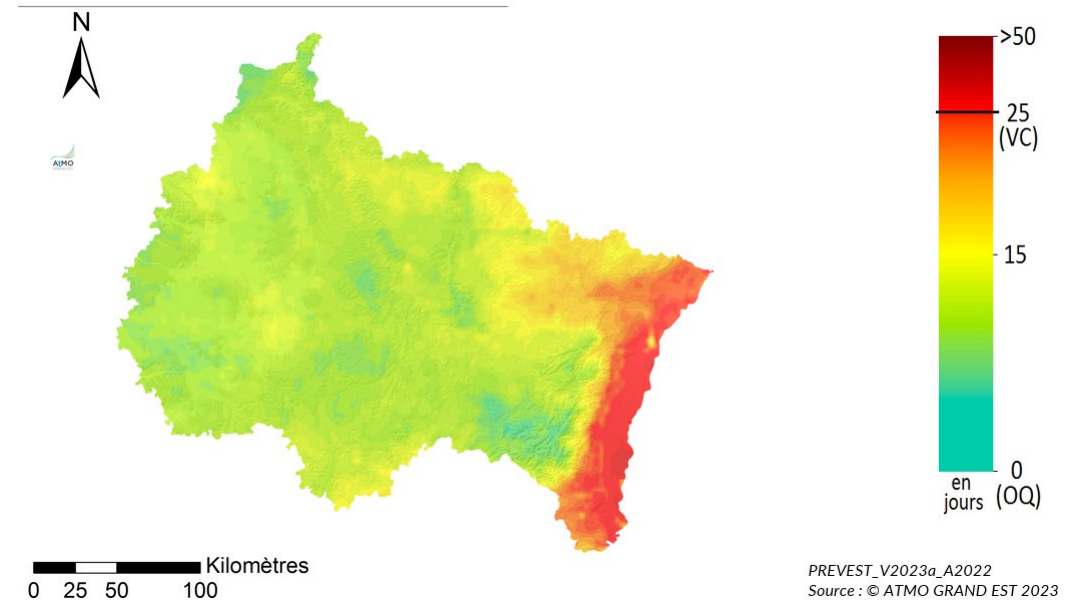 N
AtMO
>50
25
(VC)
15
0
(OQ)
en
jours
Kilomètres
0 25 50 100
PREVEST_V2023a_A2022
Source : © ATMO GRAND EST 2023